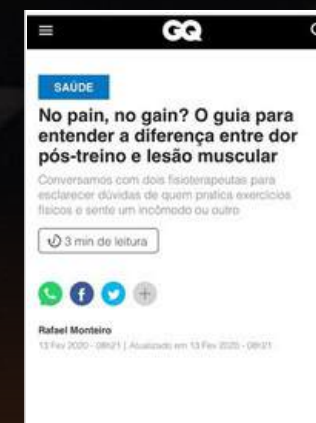 GQ
SAÚDE
No pain, no gain? O guia para
entender a diferença entre dor
pós-treino e lesão muscular
Conversamos com dois fisioterapeutas para
esclarecer dúvidas de quem pratica exercícios
físicos e sente um incômodo ou outro
3 min de leitura
Rafael Monteiro
13 Fev 2020 - 08h21 | Atualizado em 13 Fev 2020 - 08h21